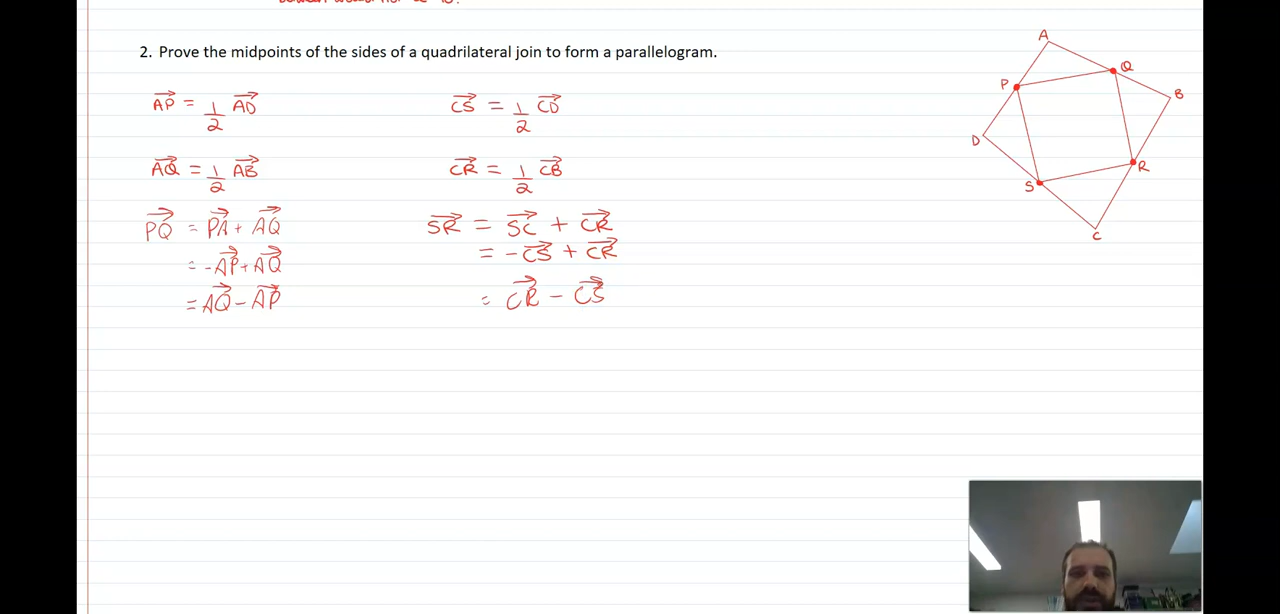 2. Prove the midpoints of the sides of a quadrilateral join to form a parallelogram.
AP⃗ = 1/2 AD⃗
AQ⃗ = 1/2 AB⃗
PQ⃗ = PA⃗ + AQ⃗
= -AP⃗ + AQ⃗
= AQ⃗ - AP⃗
CS⃗ = 1/2 CD⃗
CR⃗ = 1/2 CB⃗
SR⃗ = SC⃗ + CR⃗
= -CS⃗ + CR⃗
= CR⃗ - CS⃗
A
Q
P
B
D
R
S
C